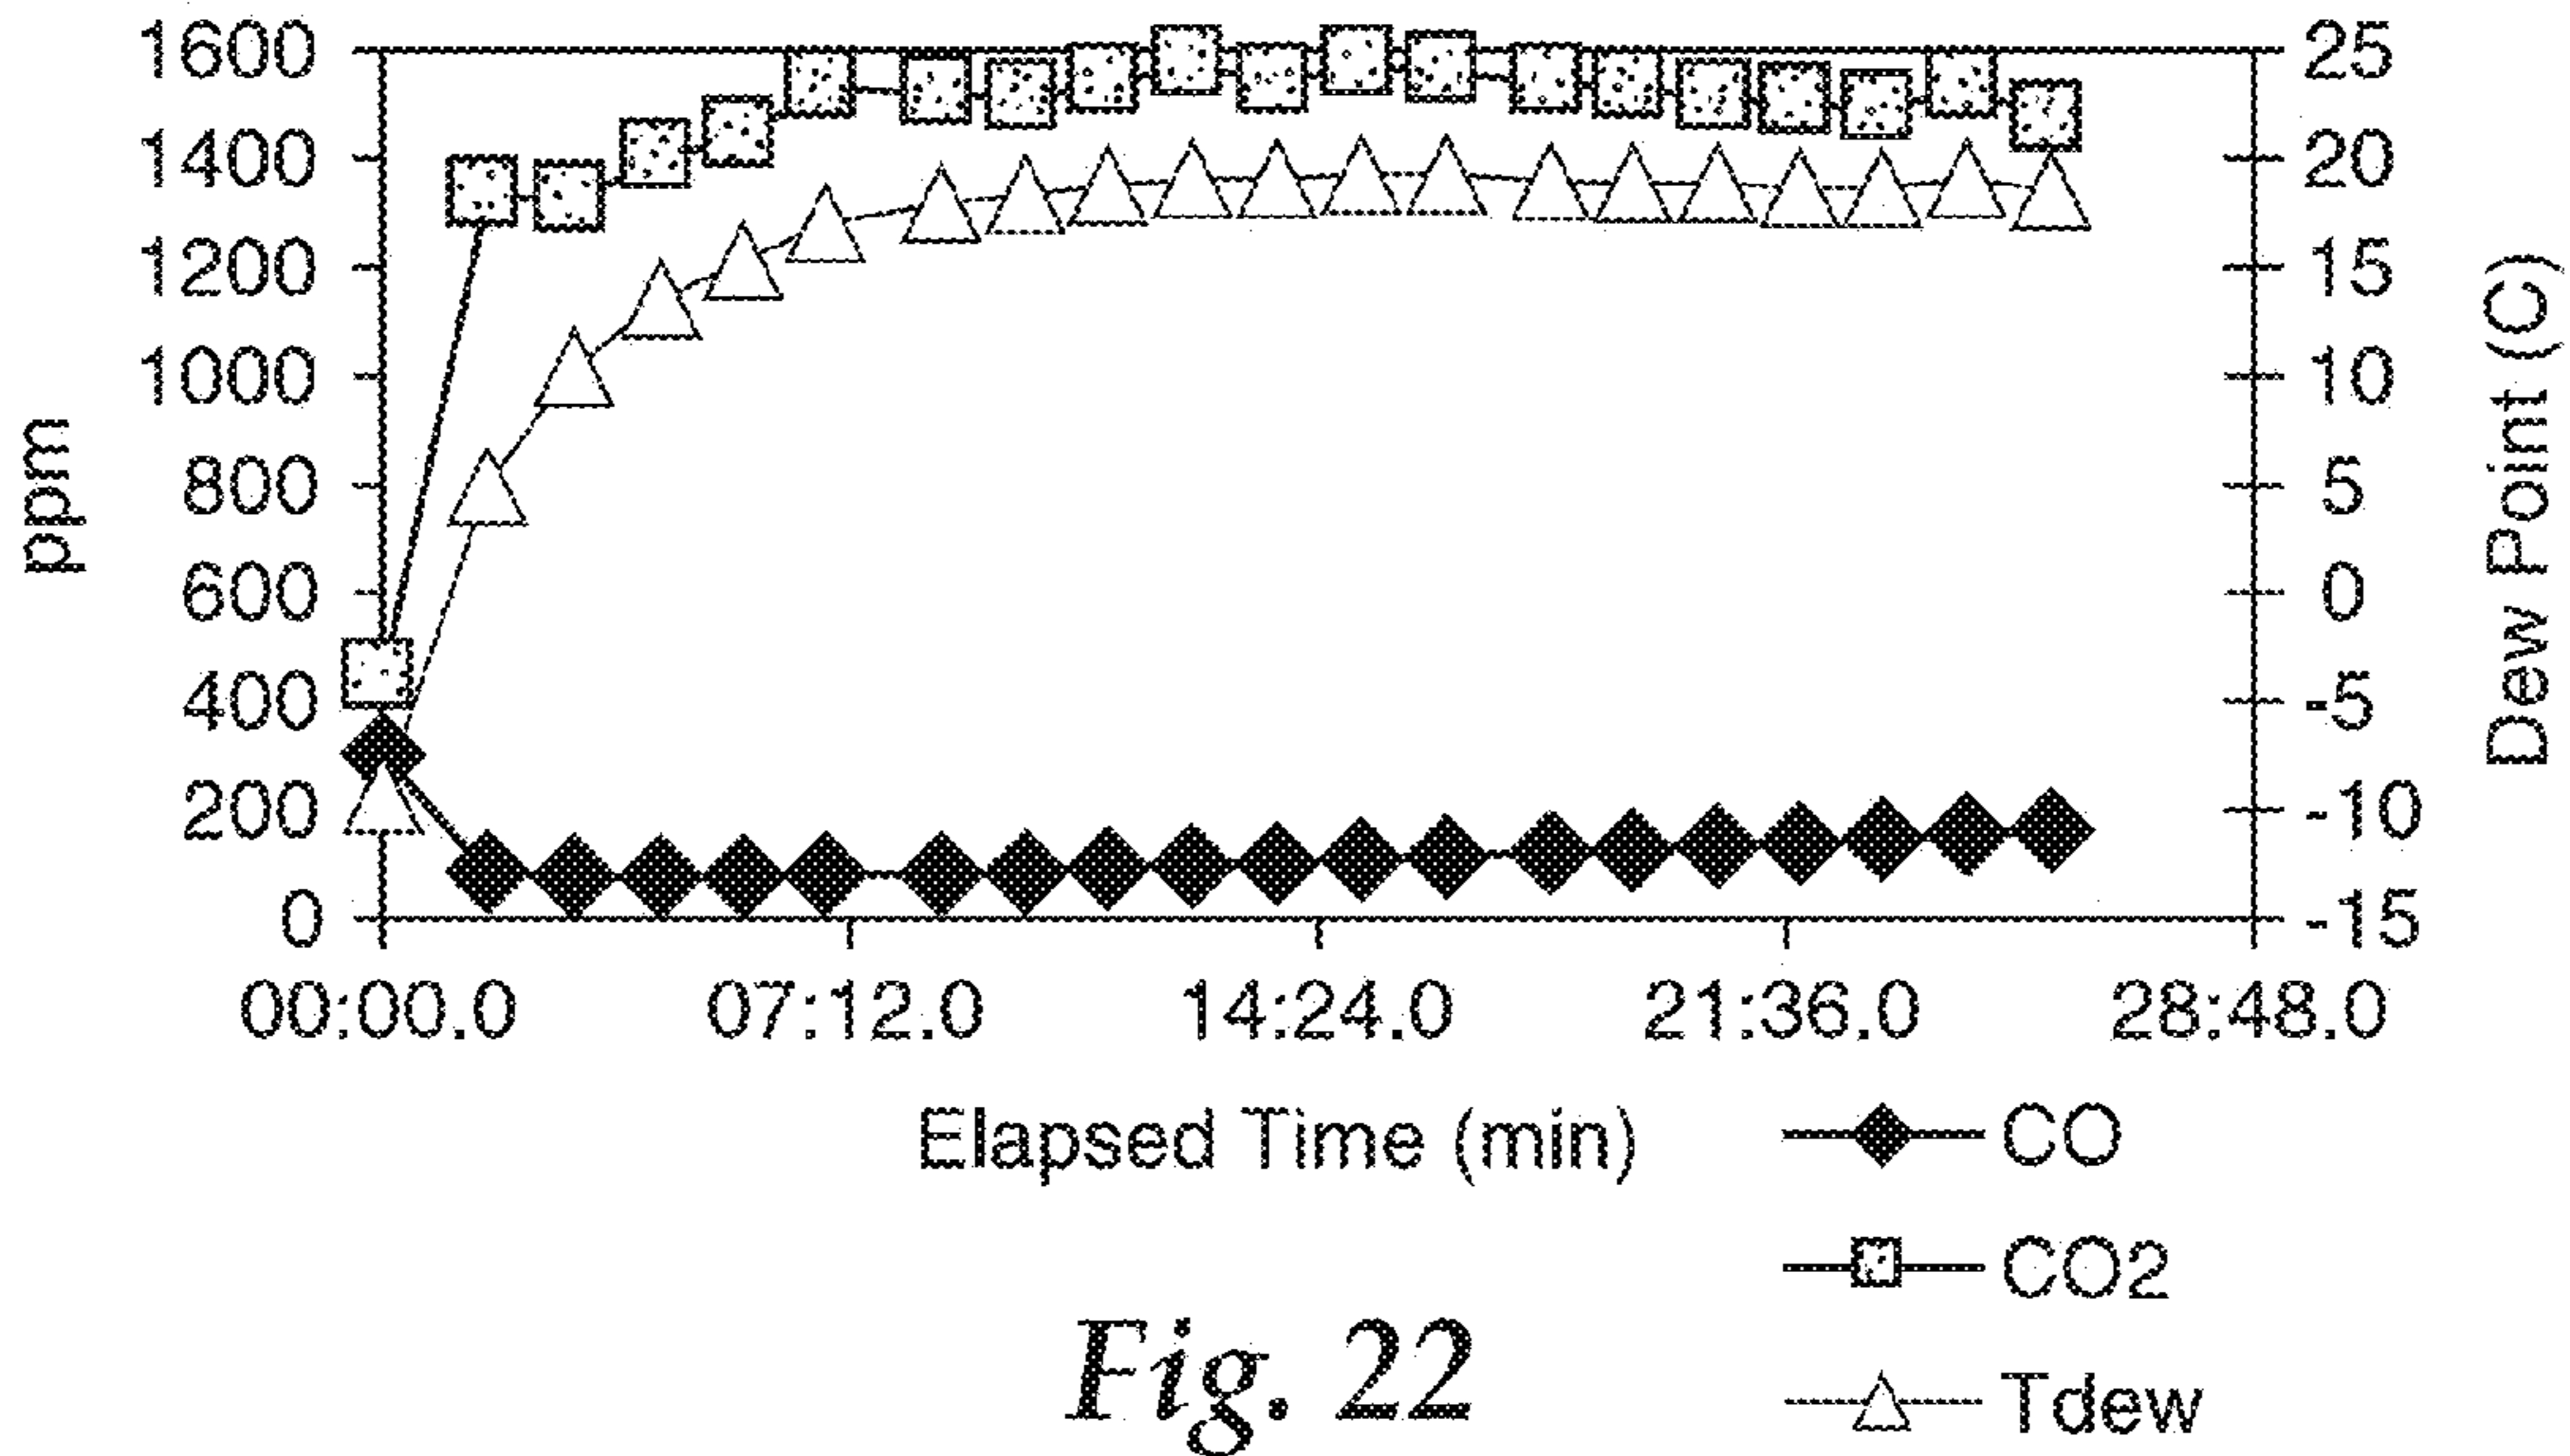 1600
1400
1200
1000
800
600
400
200
0
ppm
25
20
15
10
5
0
-5
-10
-15
Dew Point (C)
00:00.0 07:12.0 14:24.0 21:36.0 28:48.0
Elapsed Time (min)
CO
CO2
Tdew
Fig. 22